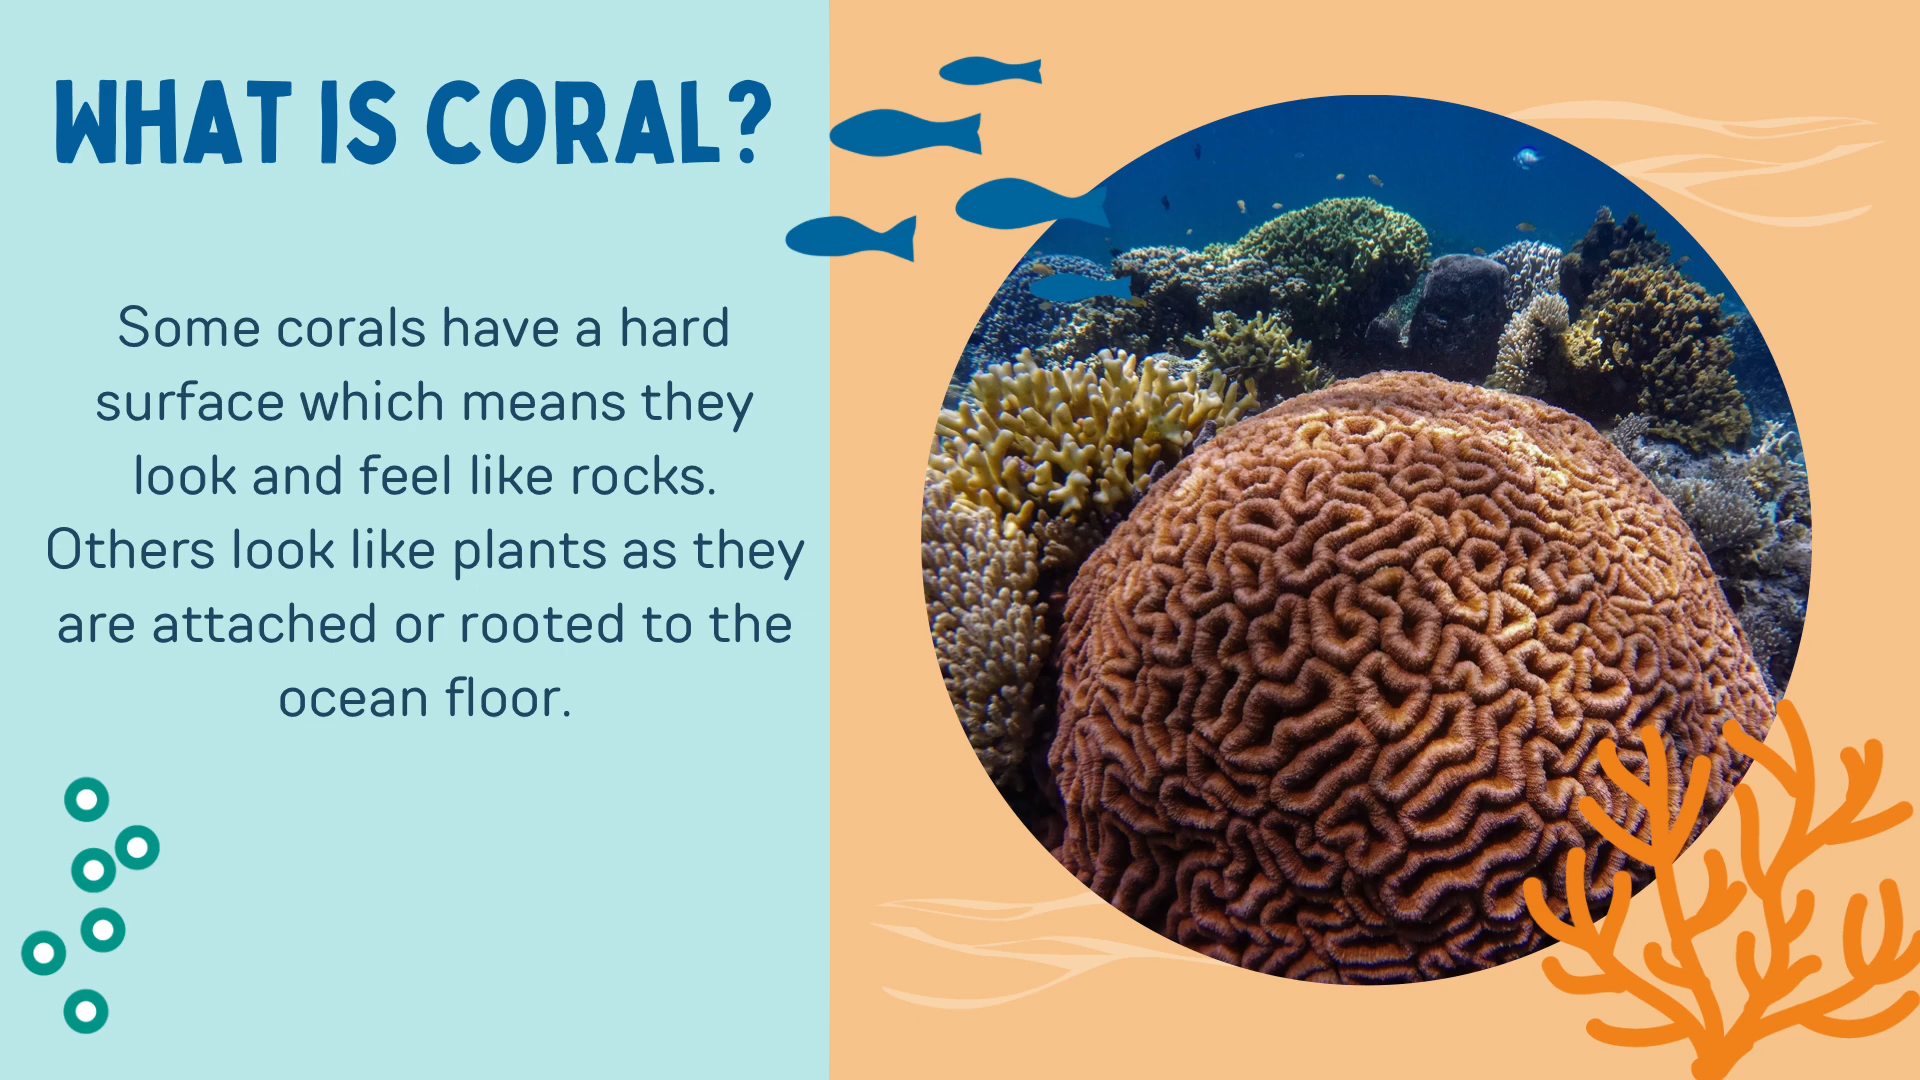 WHAT IS CORAL?
Some corals have a hard
surface which means they
look and feel like rocks.
Others look like plants as they
are attached or rooted to the
ocean floor.